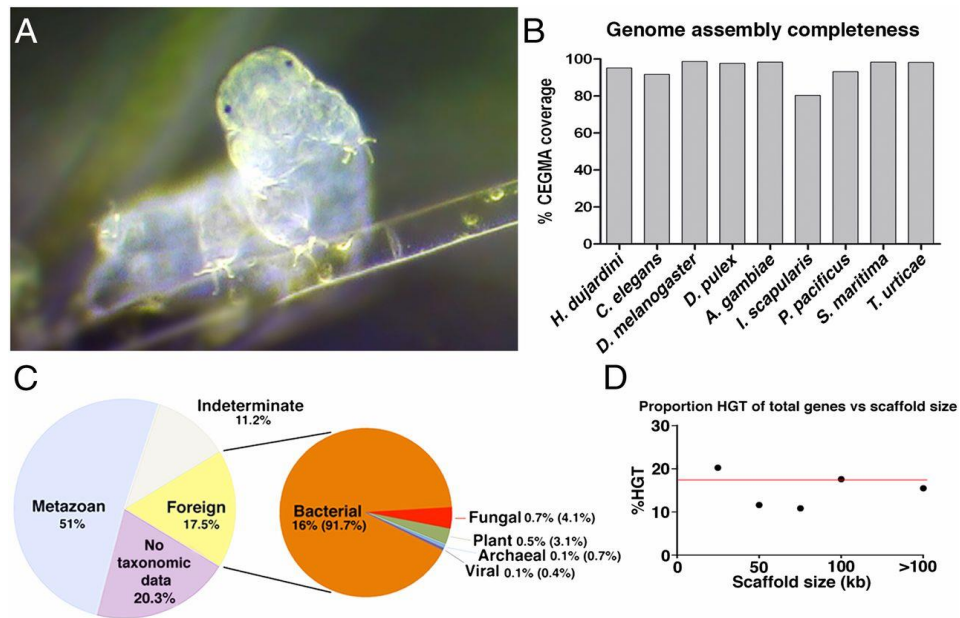 A
B
Genome assembly completeness
% CEGMA coverage
100
80
60
40
20
0
H. dujardini
C. elegans
D. melanogaster
D. pulex
A. gambiae
I. scapularis
P. pacificus
S. maritima
T. urticae
C
Indeterminate
11.2%
Metazoan
51%
Foreign
17.5%
No
taxonomic
data
20.3%
Bacterial
16% (91.7%)
Fungal 0.7% (4.1%)
Plant 0.5% (3.1%)
Archaeal 0.1% (0.7%)
Viral 0.1% (0.4%)
D
Proportion HGT of total genes vs scaffold size
%HGT
30
20
10
0
0
50
100
>100
Scaffold size (kb)